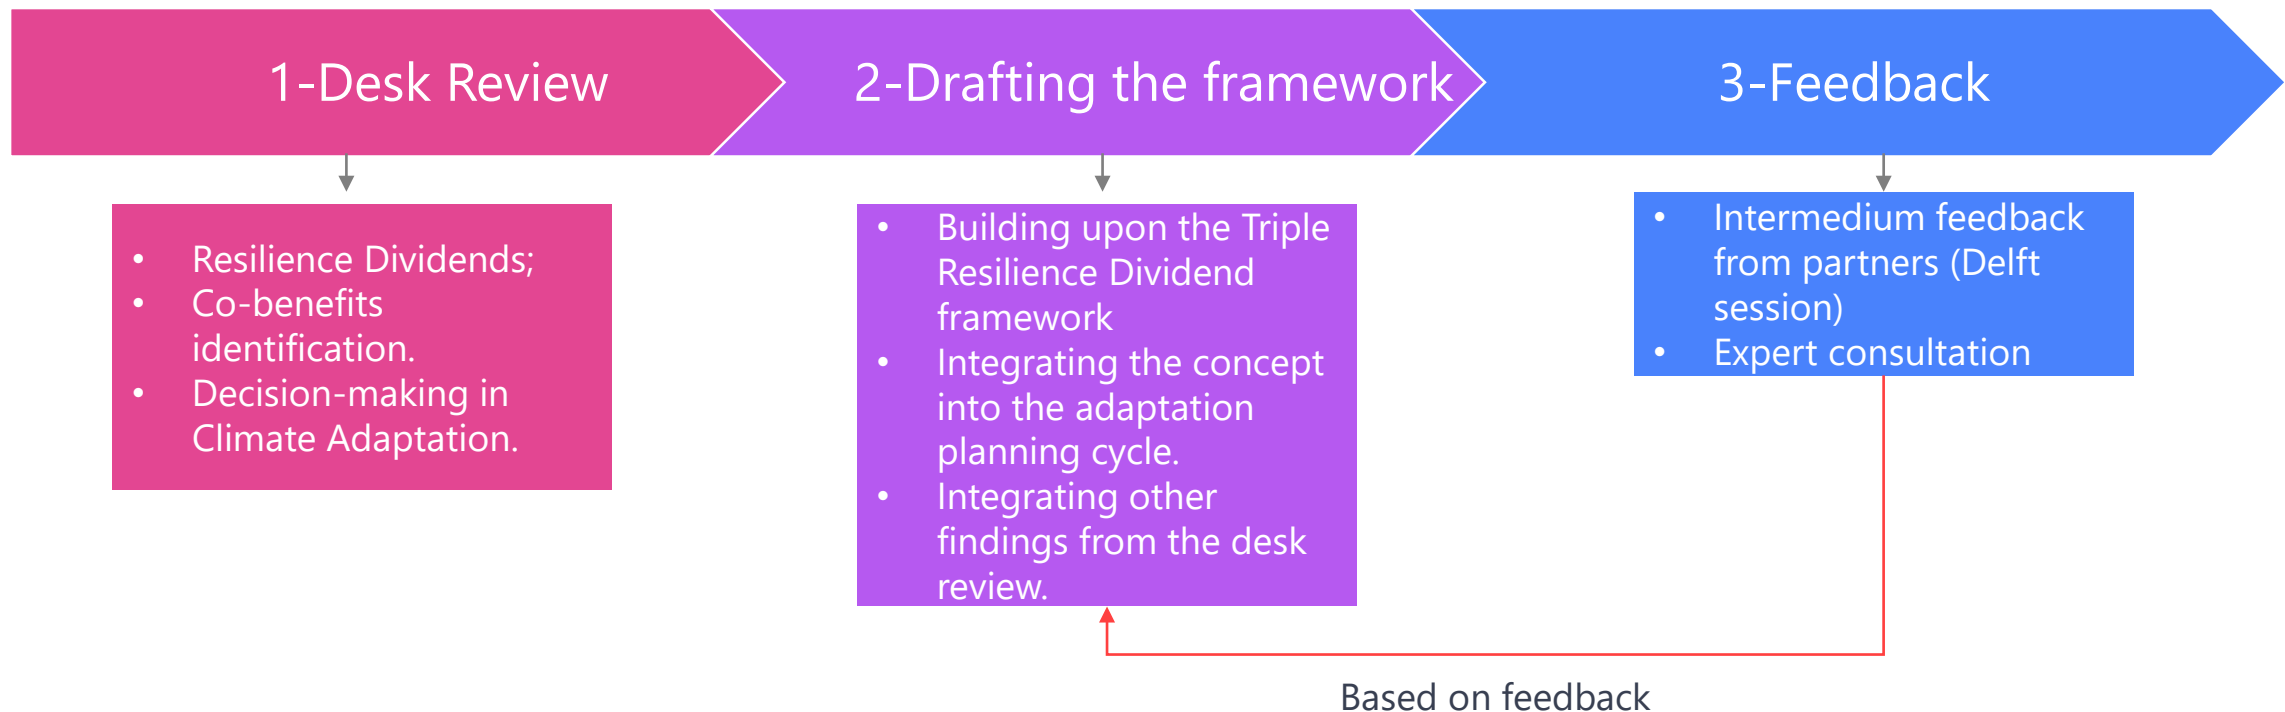 1-Desk Review
2-Drafting the framework
3-Feedback
• Resilience Dividends;
• Co-benefits
identification.
• Decision-making in
Climate Adaptation.
• Building upon the Triple
Resilience Dividend
framework
• Integrating the concept
into the adaptation
planning cycle.
• Integrating other
findings from the desk
review.
• Intermedium feedback
from partners (Delft
session)
• Expert consultation
Based on feedback